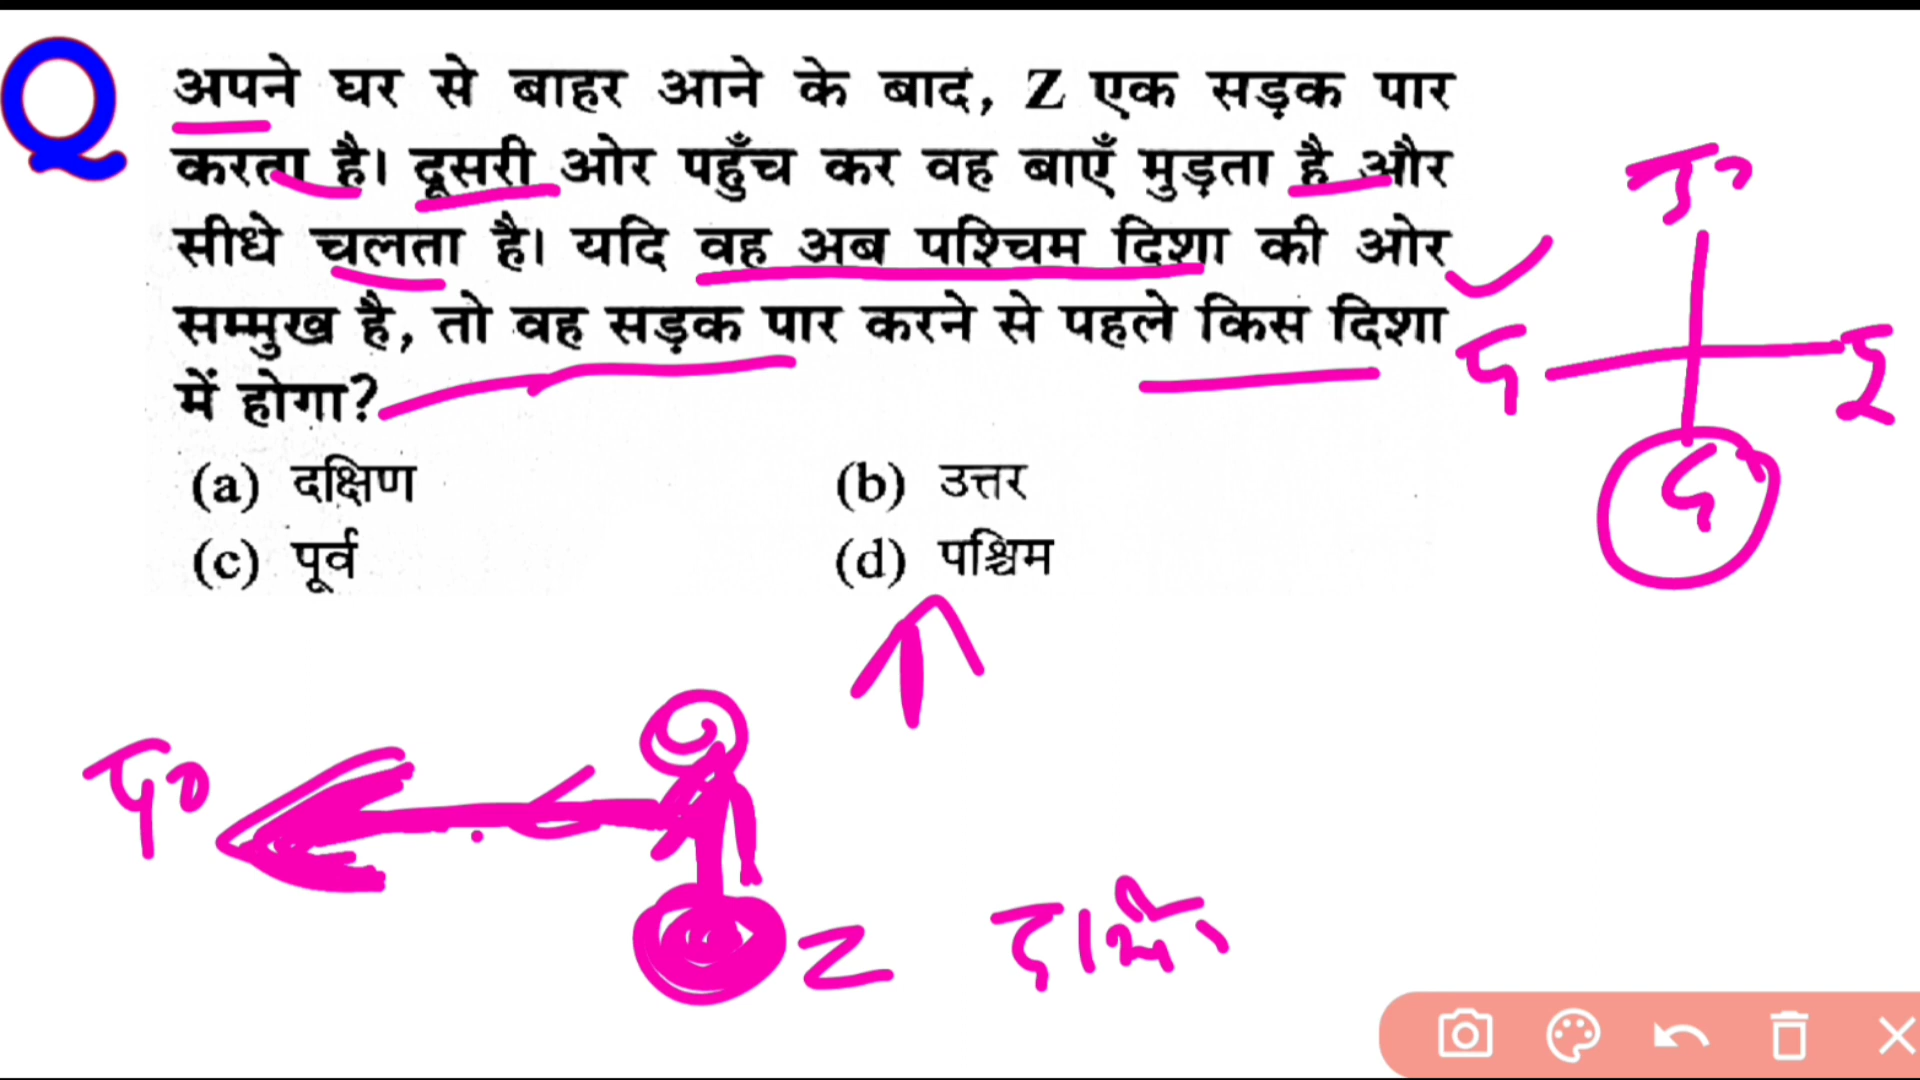 Q
अपने घर से बाहर आने के बाद, Z एक सड़क पार
करता है। दूसरी ओर पहुँच कर वह बाएँ मुड़ता है और
सीधे चलता है। यदि वह अब पश्चिम दिशा की ओर
सम्मुख है, तो वह सड़क पार करने से पहले किस दिशा
में होगा?
(a) दक्षिण (b) उत्तर
(c) पूर्व (d) पश्चिम
Z